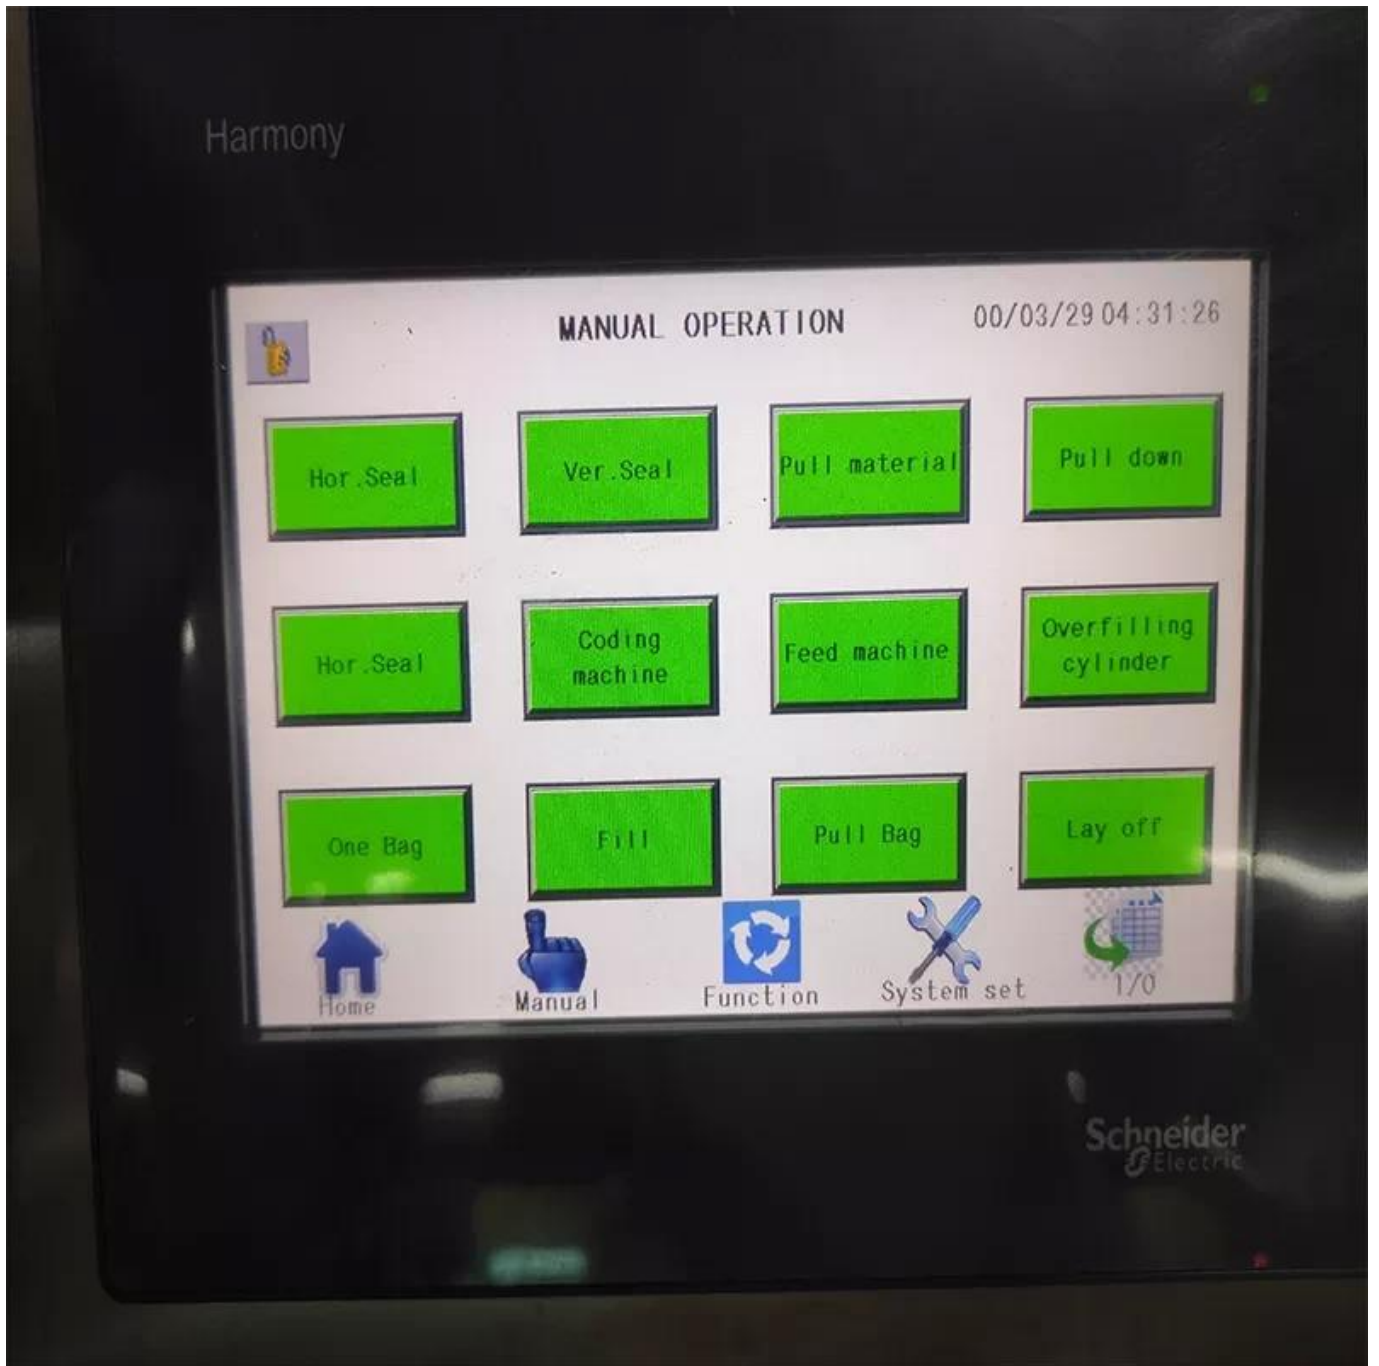 Harmony
MANUAL OPERATION
00/03/29 04:31:26
Hor.Seal
Ver.Seal
Pull material
Pull down
Hor.Seal
Coding
machine
Feed machine
Overfilling
cylinder
One Bag
Fill
Pull Bag
Lay off
Home
Manual
Function
System set
I/O
Schneider
Electric